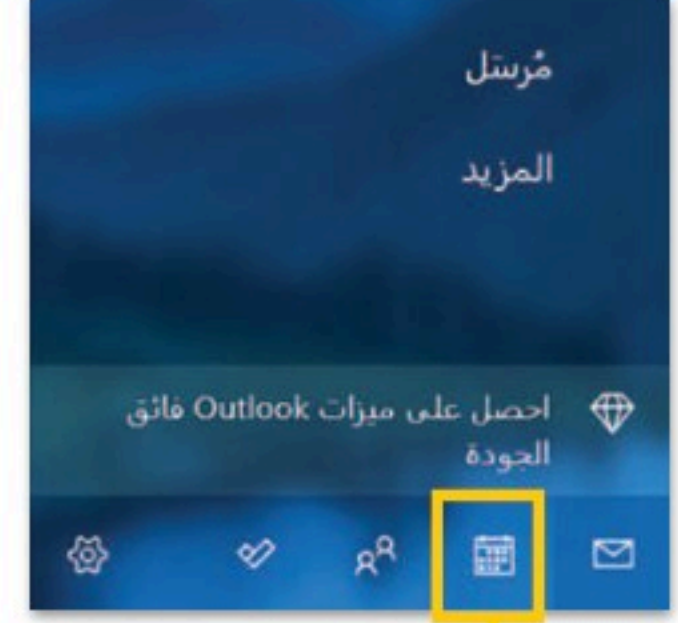 مُرسَل
المزيد
احصل على ميزات Outlook فائق
الجودة